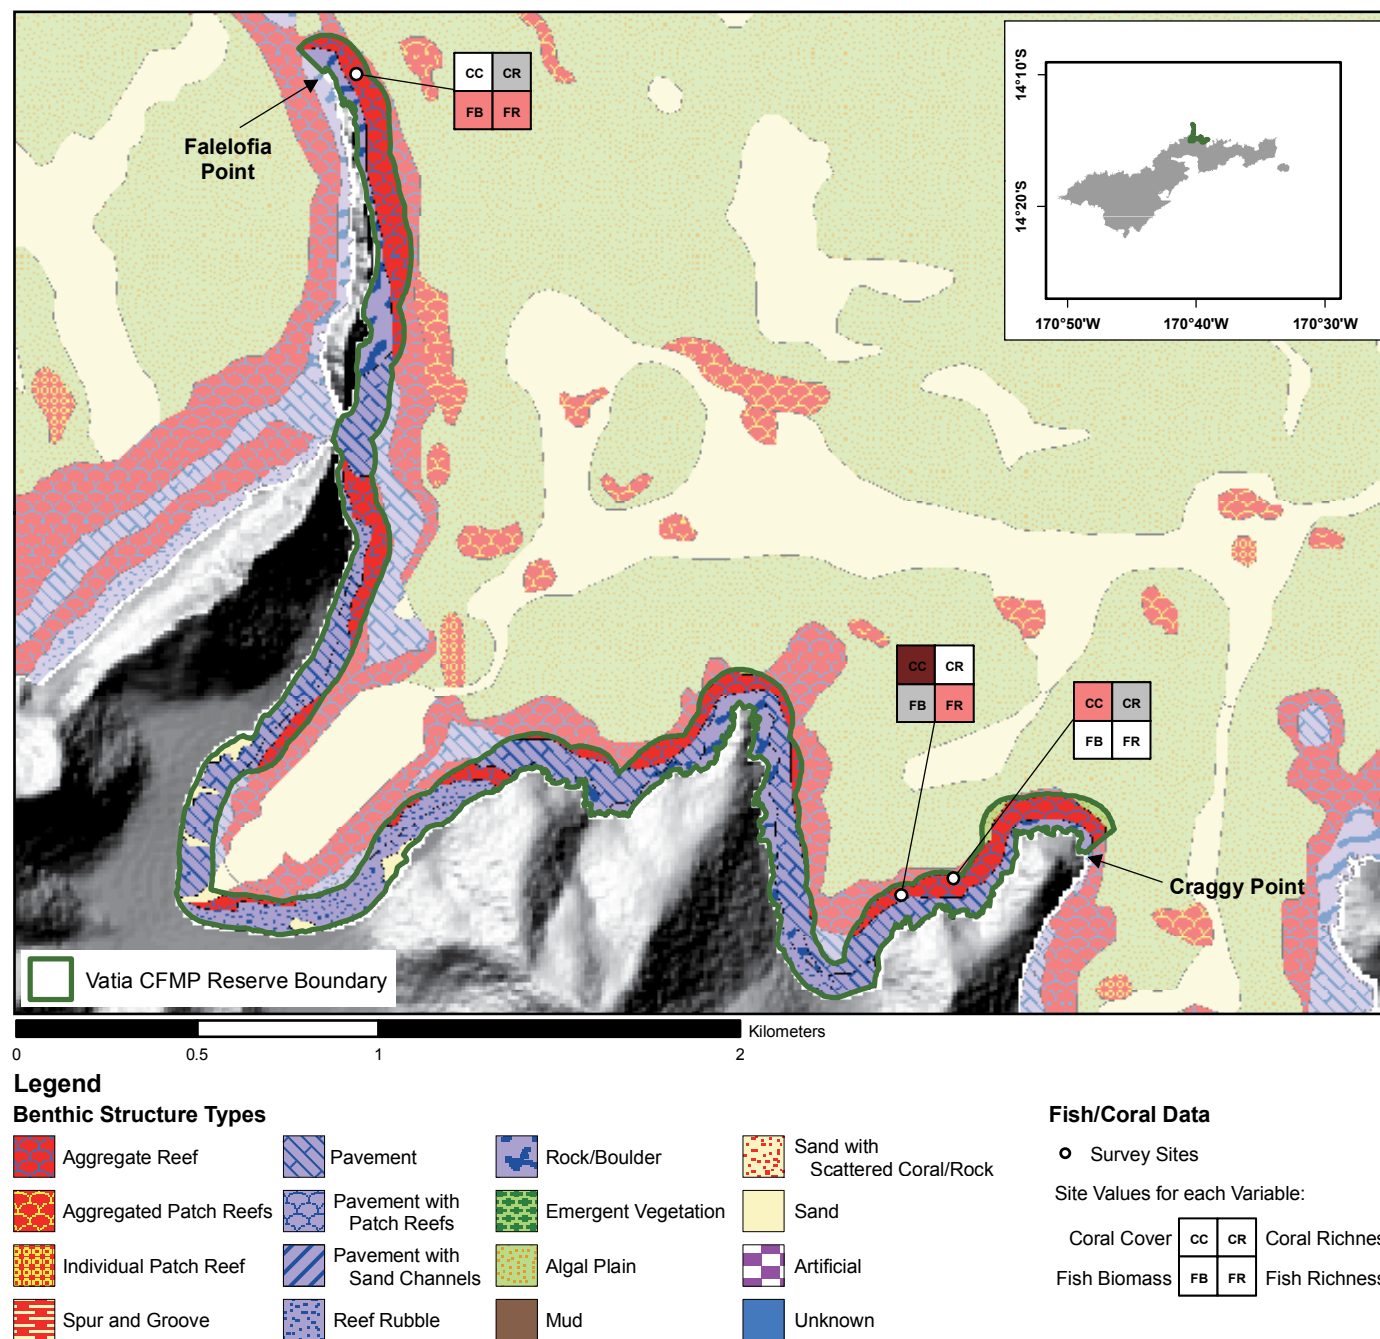 CC CR
FB FR
Falelofia
Point
14°10'S
14°20'S
170°50'W 170°40'W 170°30'W
CC CR
FB FR
CC CR
FB FR
Craggy Point
Vatia CFMP Reserve Boundary
Kilometers
0 0.5 1 2
Legend
Benthic Structure Types
Aggregate Reef
Aggregated Patch Reefs
Individual Patch Reef
Spur and Groove
Pavement
Pavement with
Patch Reefs
Pavement with
Sand Channels
Reef Rubble
Rock/Boulder
Emergent Vegetation
Algal Plain
Mud
Sand with
Scattered Coral/Rock
Sand
Artificial
Unknown
Fish/Coral Data
Survey Sites
Site Values for each Variable:
Coral Cover CC CR Coral Richnes
Fish Biomass FB FR Fish Richness